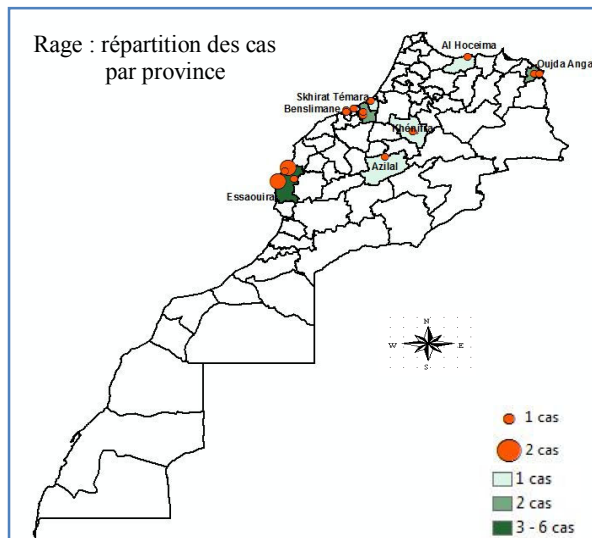 Rage : répartition des cas
par province
Al Hoceima
Oujda Anga
Skhirat Témara
Benslimane
Khénifra
Azilal
Essaouira
N
W E
S
1 cas
2 cas
1 cas
2 cas
3 - 6 cas